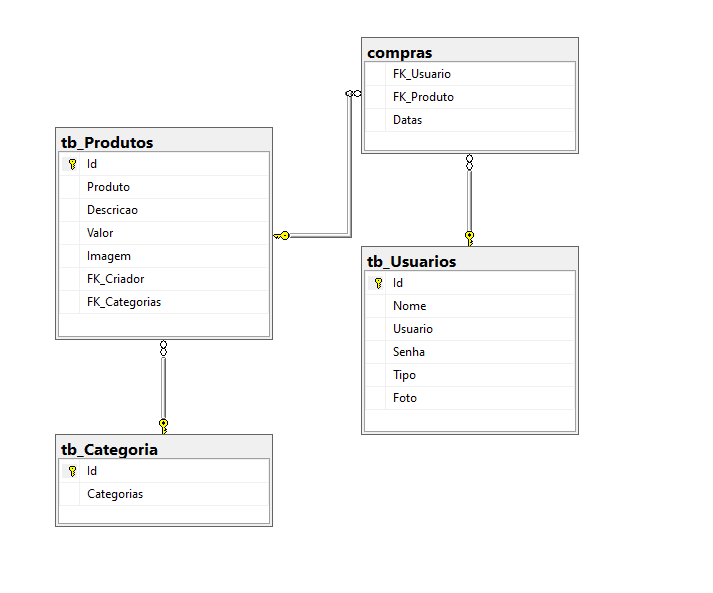 compras
FK_Usuario
FK_Produto
Datas
tb_Produtos
Id
Produto
Descricao
Valor
Imagem
FK_Criador
FK_Categorias
tb_Usuarios
Id
Nome
Usuario
Senha
Tipo
Foto
tb_Categoria
Id
Categorias